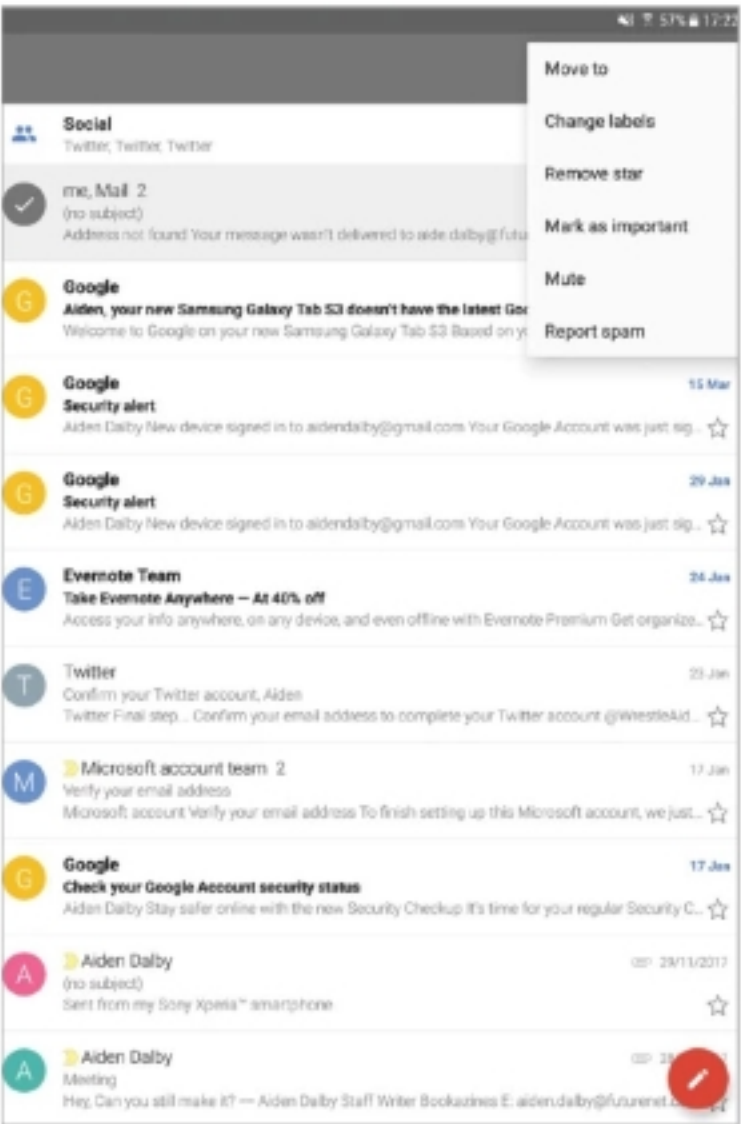 57% 17:22
Move to
Change labels
Remove star
Mark as important
Mute
Report spam
Social
Twitter, Twitter, Twitter
me, Mail 2
(no subject)
Address not found Your message wasn't delivered to aide.dalby@futu
G
Google
Aiden, your new Samsung Galaxy Tab S3 doesn't have the latest Goo
Welcome to Google on your new Samsung Galaxy Tab S3 Based on yo
G
Google
15 Mar
Security alert
Aiden Dalby New device signed in to aidendalby@gmail.com Your Google Account was just sig...
G
Google
29 Jan
Security alert
Aiden Dalby New device signed in to aidendalby@gmail.com Your Google Account was just sig...
E
Evernote Team
24 Jan
Take Evernote Anywhere — At 40% off
Access your info anywhere, on any device, and even offline with Evernote Premium Get organize...
T
Twitter
23 Jan
Confirm your Twitter account, Aiden
Twitter Final step... Confirm your email address to complete your Twitter account @WrestleAid...
M
Microsoft account team 2
17 Jan
Verify your email address
Microsoft account Verify your email address To finish setting up this Microsoft account, we just...
G
Google
17 Jan
Check your Google Account security status
Aiden Dalby Stay safer online with the new Security Checkup It's time for your regular Security C...
A
Aiden Dalby
29/11/2017
(no subject)
Sent from my Sony Xperia™ smartphone
A
Aiden Dalby
Meeting
Hey, Can you still make it? — Aiden Dalby Staff Writer Bookazines E: aiden.dalby@futurenet.